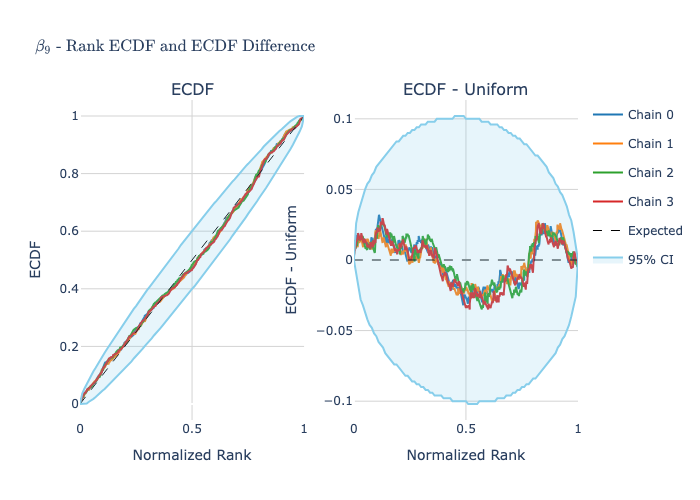 β₉ - Rank ECDF and ECDF Difference
ECDF
ECDF - Uniform
ECDF
1
0.8
0.6
0.4
0.2
0
0
0.5
1
Normalized Rank
ECDF - Uniform
0.1
0.05
0
−0.05
−0.1
0
0.5
1
Normalized Rank
Chain 0
Chain 1
Chain 2
Chain 3
Expected
95% CI